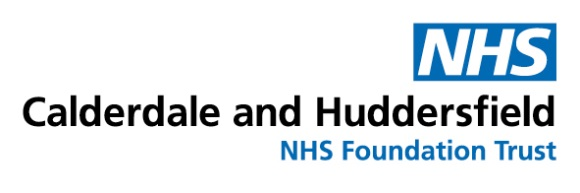 NHS
Calderdale and Huddersfield
NHS Foundation Trust